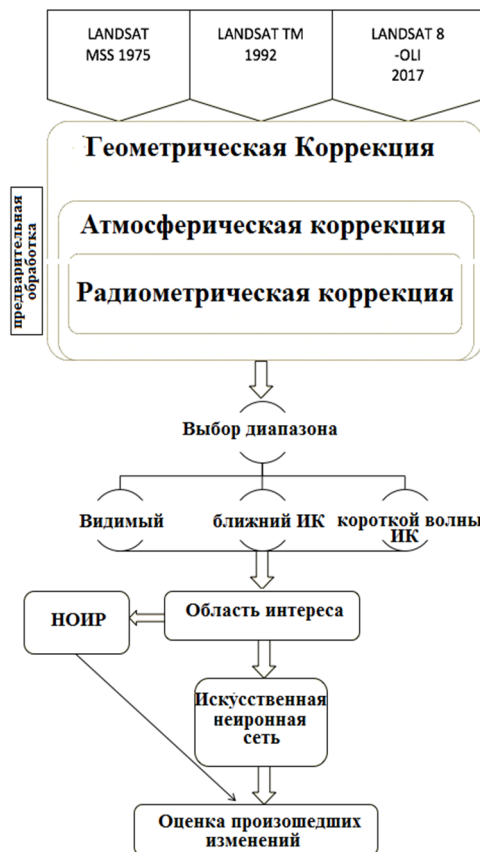 LANDSAT
MSS 1975
LANDSAT TM
1992
LANDSAT 8
-OLI
2017
Геометрическая Коррекция
предварительная
обработка
Атмосферическая коррекция
Радиометрическая коррекция
Выбор диапазона
Видимый
ближний ИК
короткой волны
ИК
НОИР
Область интереса
Искусственная
неиронная
сеть
Оценка произошедших
изменений